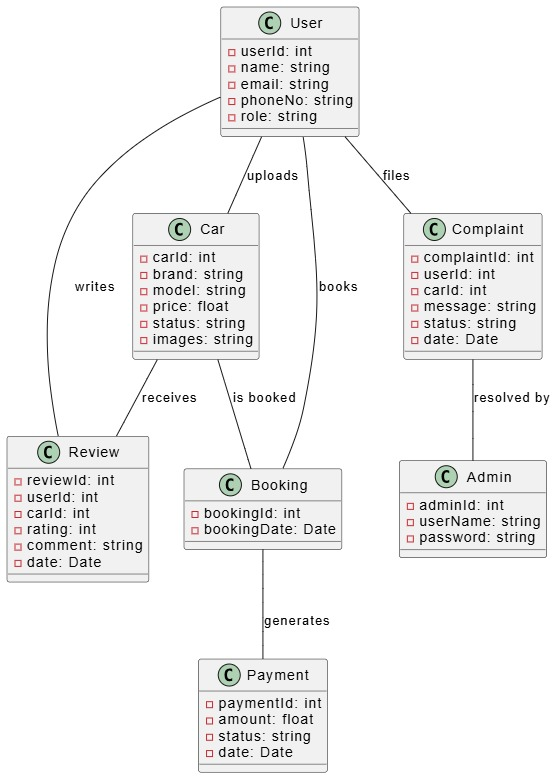 C User
userId: int
name: string
email: string
phoneNo: string
role: string
uploads
files
C Car
carId: int
brand: string
model: string
price: float
status: string
images: string
C Complaint
complaintId: int
userId: int
carId: int
message: string
status: string
date: Date
writes
books
receives
is booked
resolved by
C Review
reviewId: int
userId: int
carId: int
rating: int
comment: string
date: Date
C Booking
bookingId: int
bookingDate: Date
C Admin
adminId: int
userName: string
password: string
generates
C Payment
paymentId: int
amount: float
status: string
date: Date